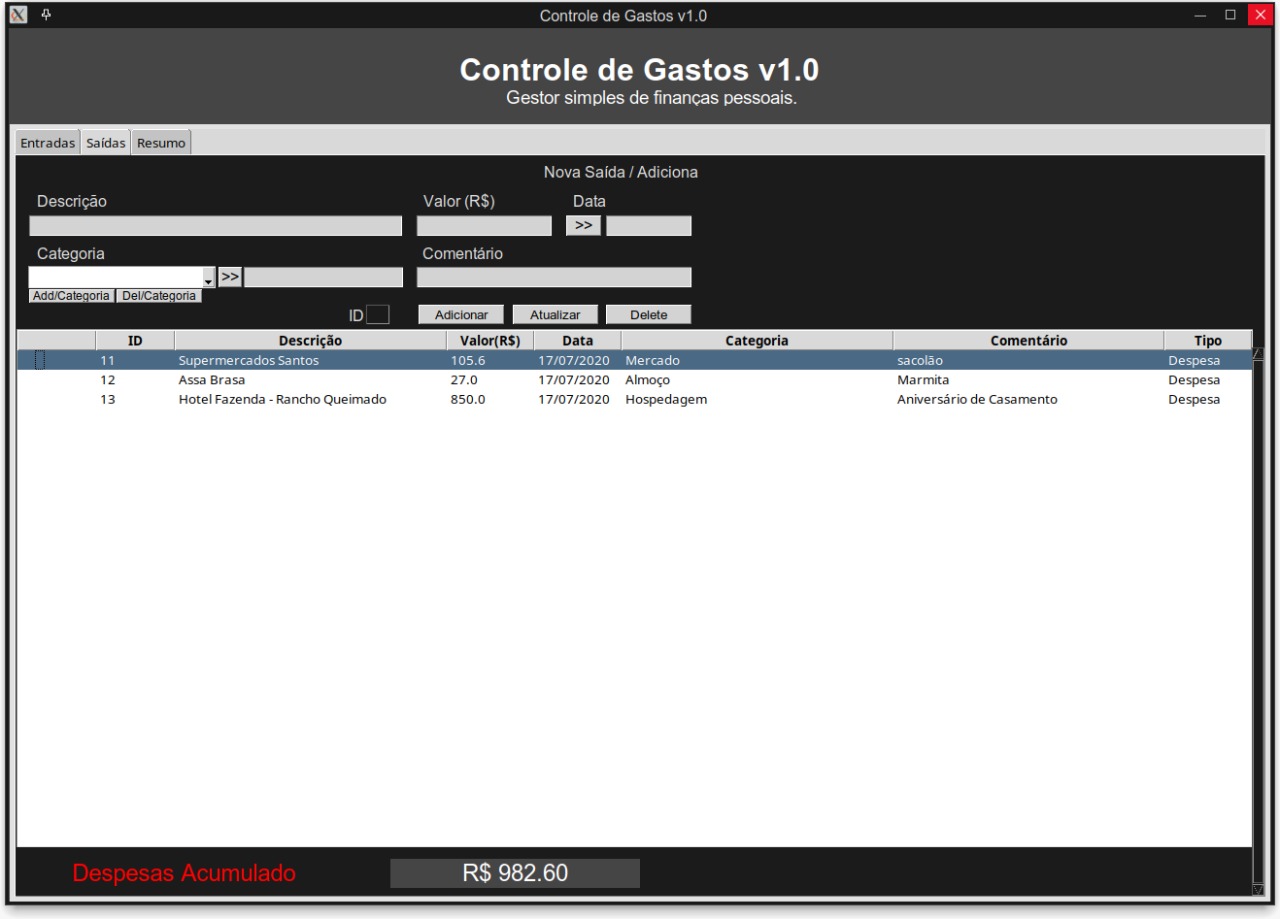 Controle de Gastos v1.0
Controle de Gastos v1.0
Gestor simples de finanças pessoais.
Entradas Saídas Resumo
Nova Saída / Adiciona
Descrição Valor (R$) Data
>>
Categoria Comentário
>>
Add/Categoria Del/Categoria
ID Adicionar Atualizar Delete
ID Descrição Valor(R$) Data Categoria Comentário Tipo
11 Supermercados Santos 105.6 17/07/2020 Mercado sacolão Despesa
12 Assa Brasa 27.0 17/07/2020 Almoço Marmita Despesa
13 Hotel Fazenda - Rancho Queimado 850.0 17/07/2020 Hospedagem Aniversário de Casamento Despesa
Despesas Acumulado R$ 982.60